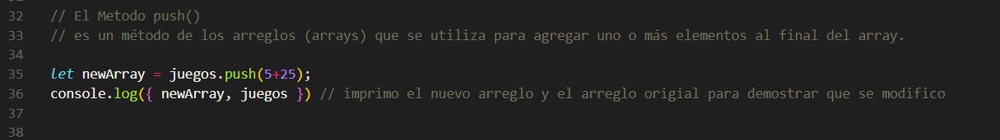 32 // El Metodo push()
33 // es un método de los arreglos (arrays) que se utiliza para agregar uno o más elementos al final del array.
34
35 let newArray = juegos.push(5+25);
36 console.log({ newArray, juegos }) // imprimo el nuevo arreglo y el arreglo origial para demostrar que se modifico
37
38